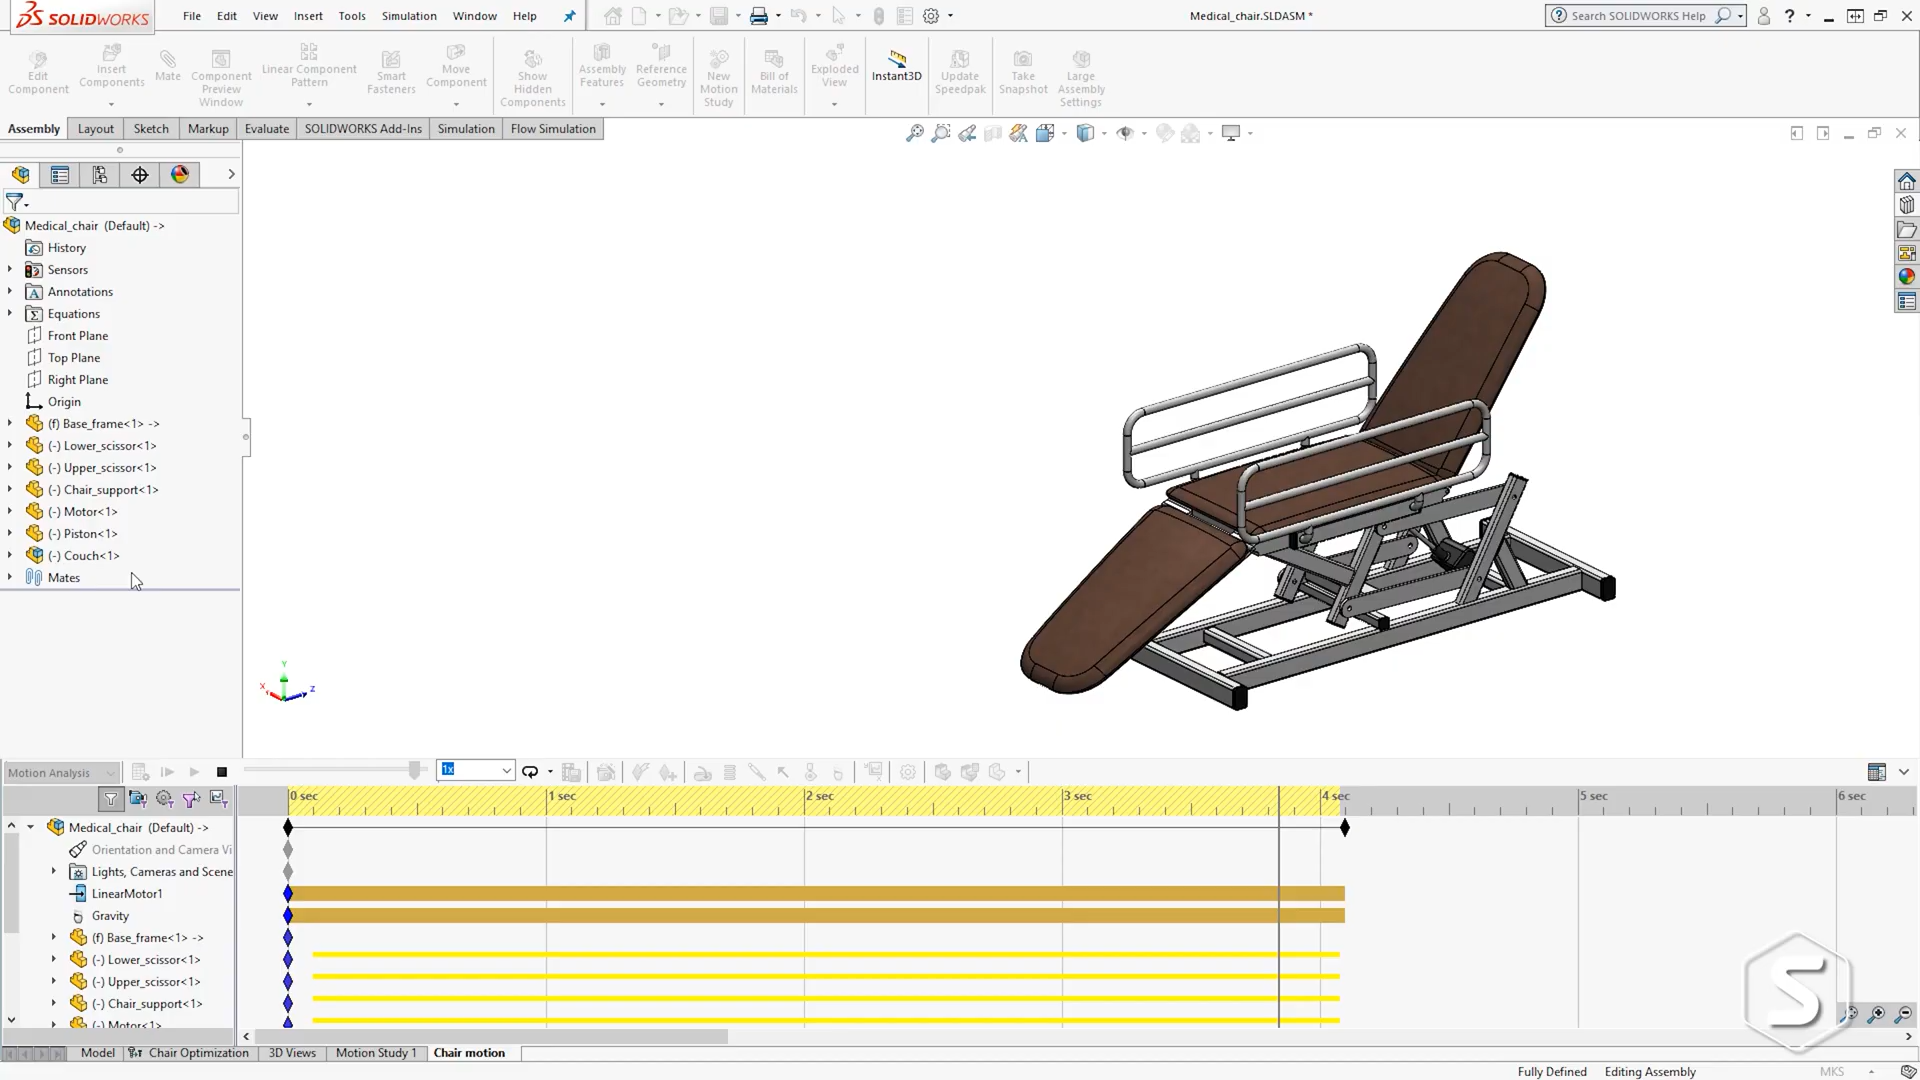 SOLIDWORKS
File Edit View Insert Tools Simulation Window Help
Medical_chair.SLDASM *
Search SOLIDWORKS Help
Edit Component
Insert Components
Mate
Component Preview Window
Linear Component Pattern
Smart Fasteners
Move Component
Show Hidden Components
Assembly Features
Reference Geometry
New Motion Study
Bill of Materials
Exploded View
Instant3D
Update Speedpak
Take Snapshot
Large Assembly Settings
Assembly Layout Sketch Markup Evaluate SOLIDWORKS Add-Ins Simulation Flow Simulation
Medical_chair (Default) ->
History
Sensors
Annotations
Equations
Front Plane
Top Plane
Right Plane
Origin
(f) Base_frame<1> ->
(-) Lower_scissor<1>
(-) Upper_scissor<1>
(-) Chair_support<1>
(-) Motor<1>
(-) Piston<1>
(-) Couch<1>
Mates
Y
X
Z
Motion Analysis
1x
0 sec 1 sec 2 sec 3 sec 4 sec 5 sec 6 sec
Medical_chair (Default) ->
Orientation and Camera Vi
Lights, Cameras and Scene
LinearMotor1
Gravity
(f) Base_frame<1> ->
(-) Lower_scissor<1>
(-) Upper_scissor<1>
(-) Chair_support<1>
(-) Motor<1>
Model Chair Optimization 3D Views Motion Study 1 Chair motion
Fully Defined Editing Assembly MKS